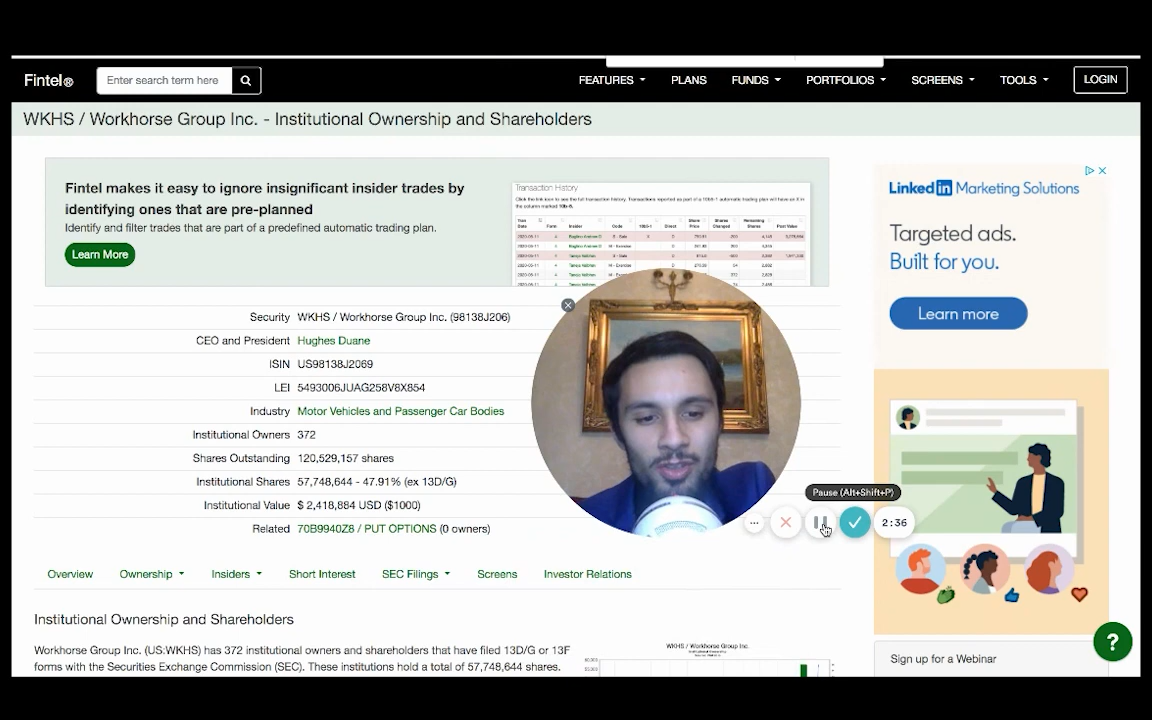 Fintel®
Enter search term here
FEATURES
PLANS
FUNDS
PORTFOLIOS
SCREENS
TOOLS
LOGIN
WKHS / Workhorse Group Inc. - Institutional Ownership and Shareholders
Fintel makes it easy to ignore insignificant insider trades by
identifying ones that are pre-planned
Identify and filter trades that are part of a predefined automatic trading plan.
Learn More
Transaction History
LinkedIn Marketing Solutions
Targeted ads.
Built for you.
Learn more
Security WKHS / Workhorse Group Inc. (98138J206)
CEO and President Hughes Duane
ISIN US98138J2069
LEI 5493006JUAG258V8X854
Industry Motor Vehicles and Passenger Car Bodies
Institutional Owners 372
Shares Outstanding 120,529,157 shares
Institutional Shares 57,748,644 - 47.91% (ex 13D/G)
Institutional Value $ 2,418,884 USD ($1000)
Related 70B9940Z8 / PUT OPTIONS (0 owners)
Pause (Alt+Shift+P)
2:36
Overview
Ownership
Insiders
Short Interest
SEC Filings
Screens
Investor Relations
Institutional Ownership and Shareholders
Workhorse Group Inc. (US:WKHS) has 372 institutional owners and shareholders that have filed 13D/G or 13F
forms with the Securities Exchange Commission (SEC). These institutions hold a total of 57,748,644 shares.
WKHS / Workhorse Group Inc.
?
Sign up for a Webinar